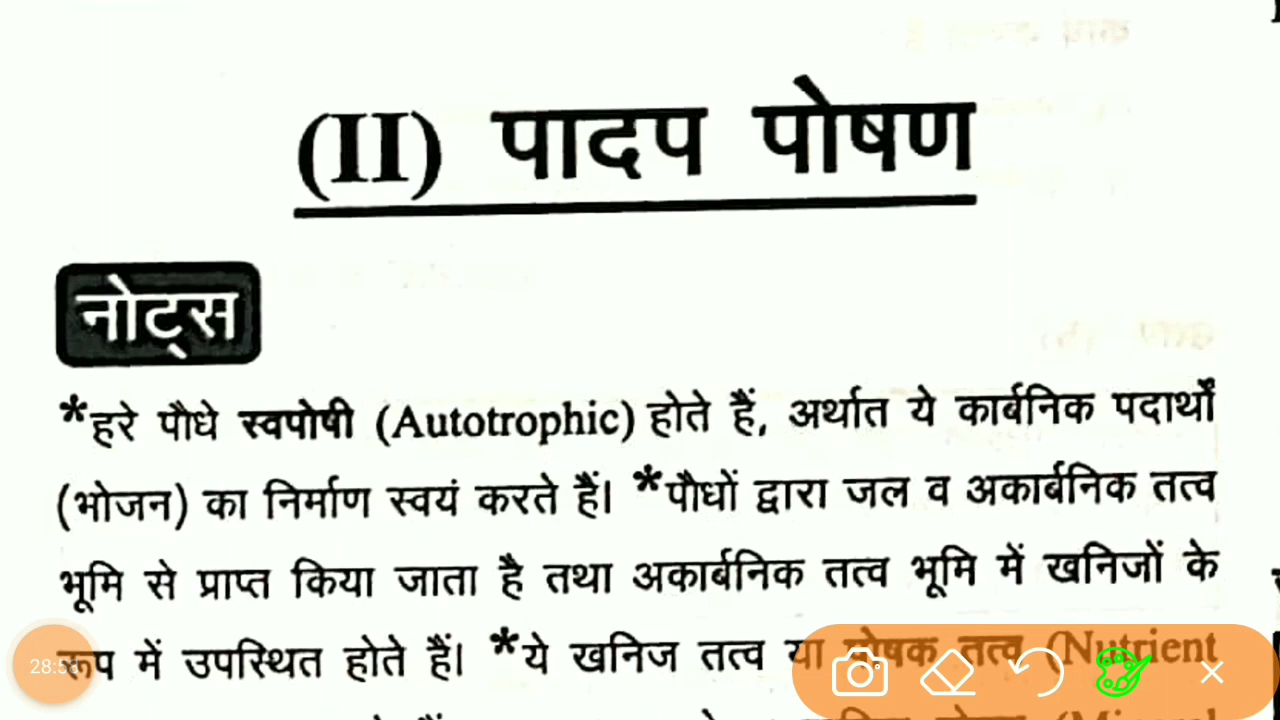 (II) पादप पोषण
नोट्स
*हरे पौधे स्वपोषी (Autotrophic) होते हैं, अर्थात ये कार्बनिक पदार्थों
(भोजन) का निर्माण स्वयं करते हैं। *पौधों द्वारा जल व अकार्बनिक तत्व
भूमि से प्राप्त किया जाता है तथा अकार्बनिक तत्व भूमि में खनिजों के
रूप में उपस्थित होते हैं। *ये खनिज तत्व या पोषक तत्व (Nutrient